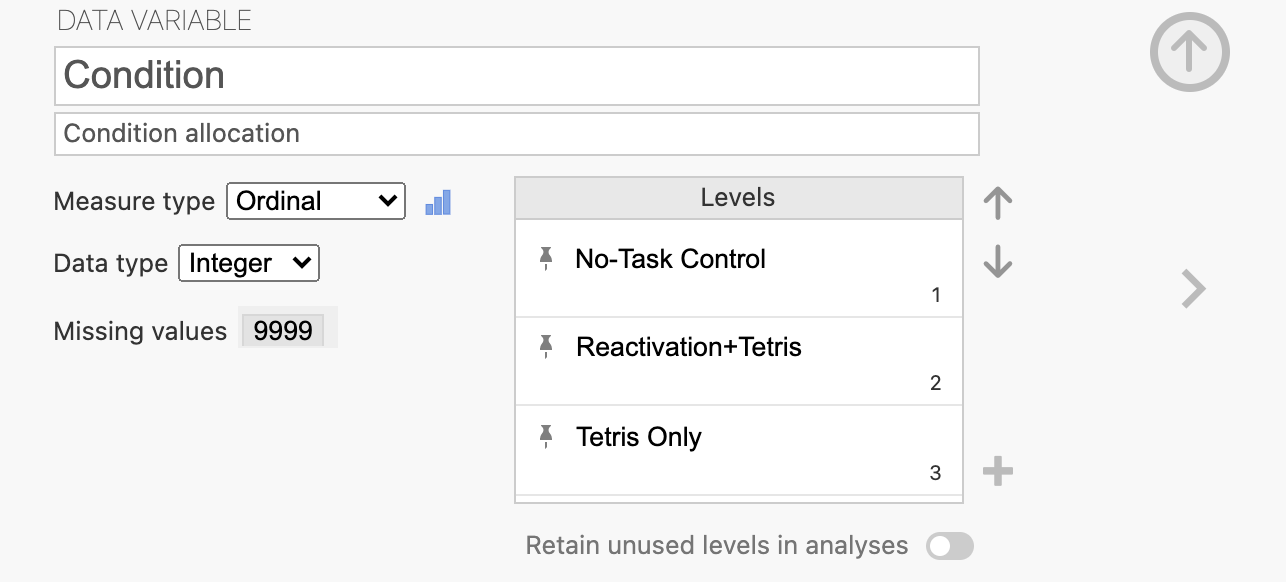 DATA VARIABLE
Condition
Condition allocation
Measure type Ordinal
Levels
Data type Integer
Missing values 9999
No-Task Control
1
Reactivation+Tetris
2
Tetris Only
3
Retain unused levels in analyses